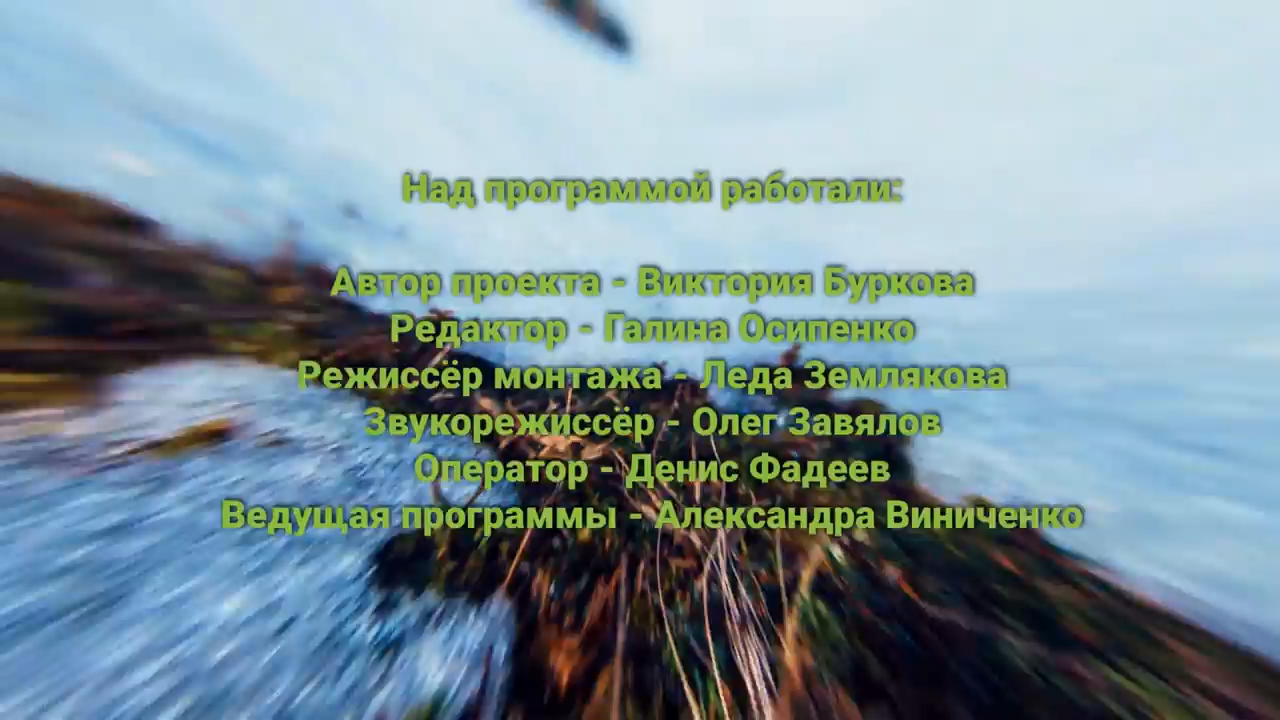 Над программой работали:
Автор проекта - Виктория Буркова
Редактор - Галина Осипенко
Режиссёр монтажа - Леда Землякова
Звукорежиссёр - Олег Завялов
Оператор - Денис Фадеев
Ведущая программы - Александра Виниченко